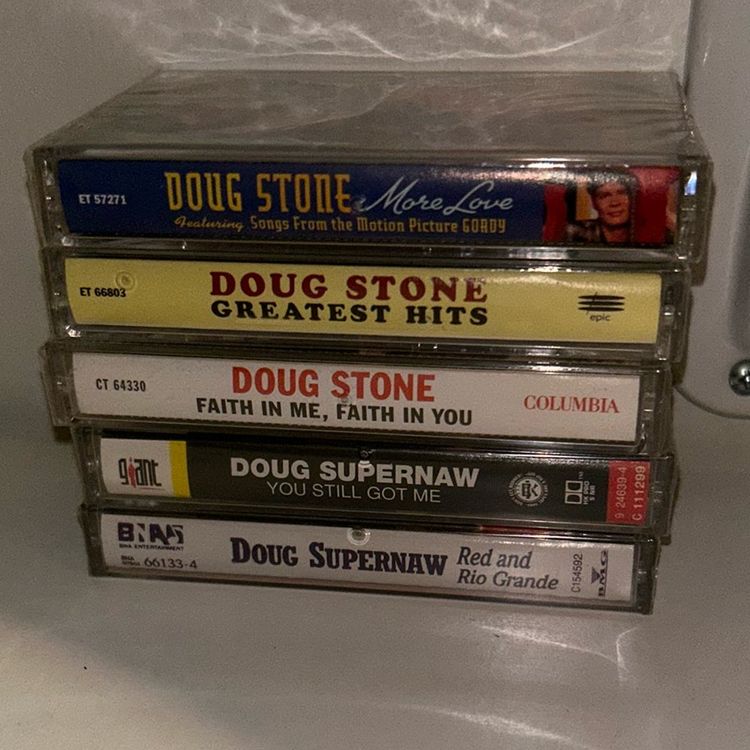 ET 57271
DOUG STONE More Love
Featuring Songs From the Motion Picture GORDY
ET 66803
DOUG STONE
GREATEST HITS
epic
CT 64330
DOUG STONE
FAITH IN ME, FAITH IN YOU
COLUMBIA
giant
DOUG SUPERNAW
YOU STILL GOT ME
9 24639-4
C 111299
BNA
BNA ENTERTAINMENT
66133-4
DOUG SUPERNAW
Red and
Rio Grande
C154592
BMG